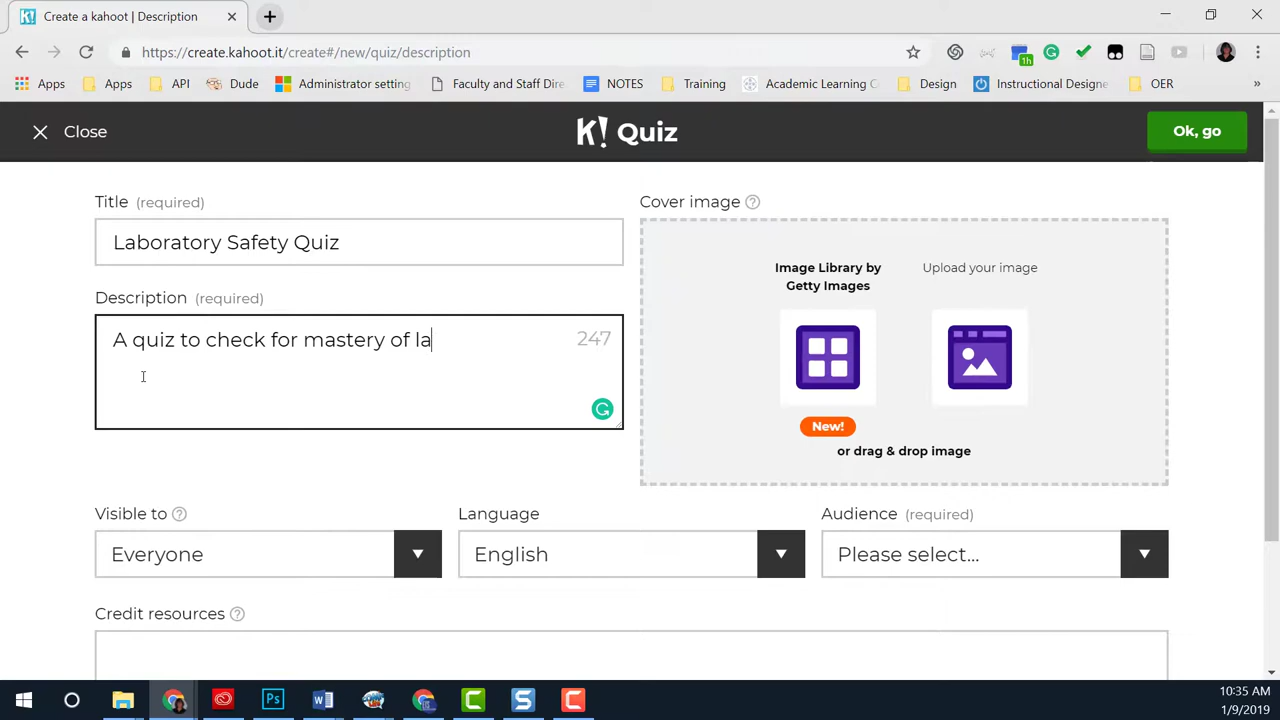 Create a kahoot | Description
https://create.kahoot.it/create#/new/quiz/description
1h
Apps Apps API Dude Administrator setting Faculty and Staff Dire NOTES Training Academic Learning C Design Instructional Designe OER »
Close
K! Quiz
Ok, go
Title (required)
Cover image
Laboratory Safety Quiz
Image Library by
Getty Images
Upload your image
Description (required)
A quiz to check for mastery of la
247
New!
or drag & drop image
Visible to
Language
Audience (required)
Everyone
English
Please select...
Credit resources
10:35 AM
1/9/2019